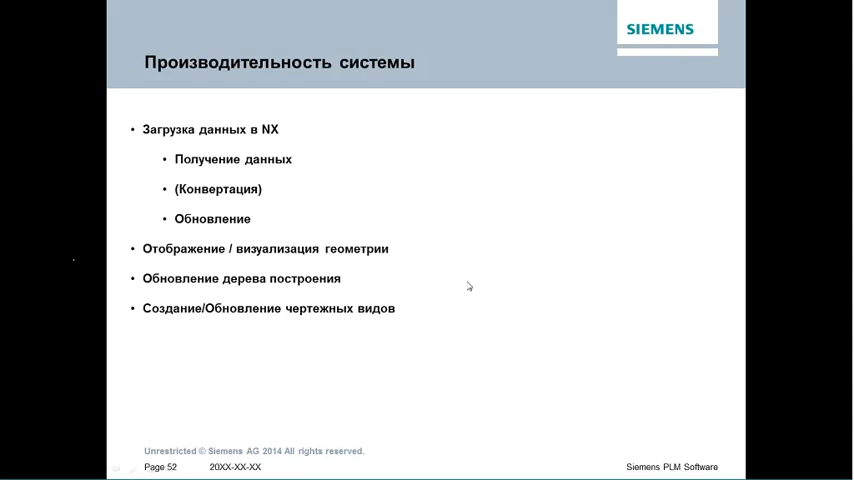 SIEMENS
Производительность системы
• Загрузка данных в NX
• Получение данных
• (Конвертация)
• Обновление
• Отображение / визуализация геометрии
• Обновление дерева построения
• Создание/Обновление чертежных видов
Unrestricted © Siemens AG 2014 All rights reserved.
Page 52 20XX-XX-XX Siemens PLM Software